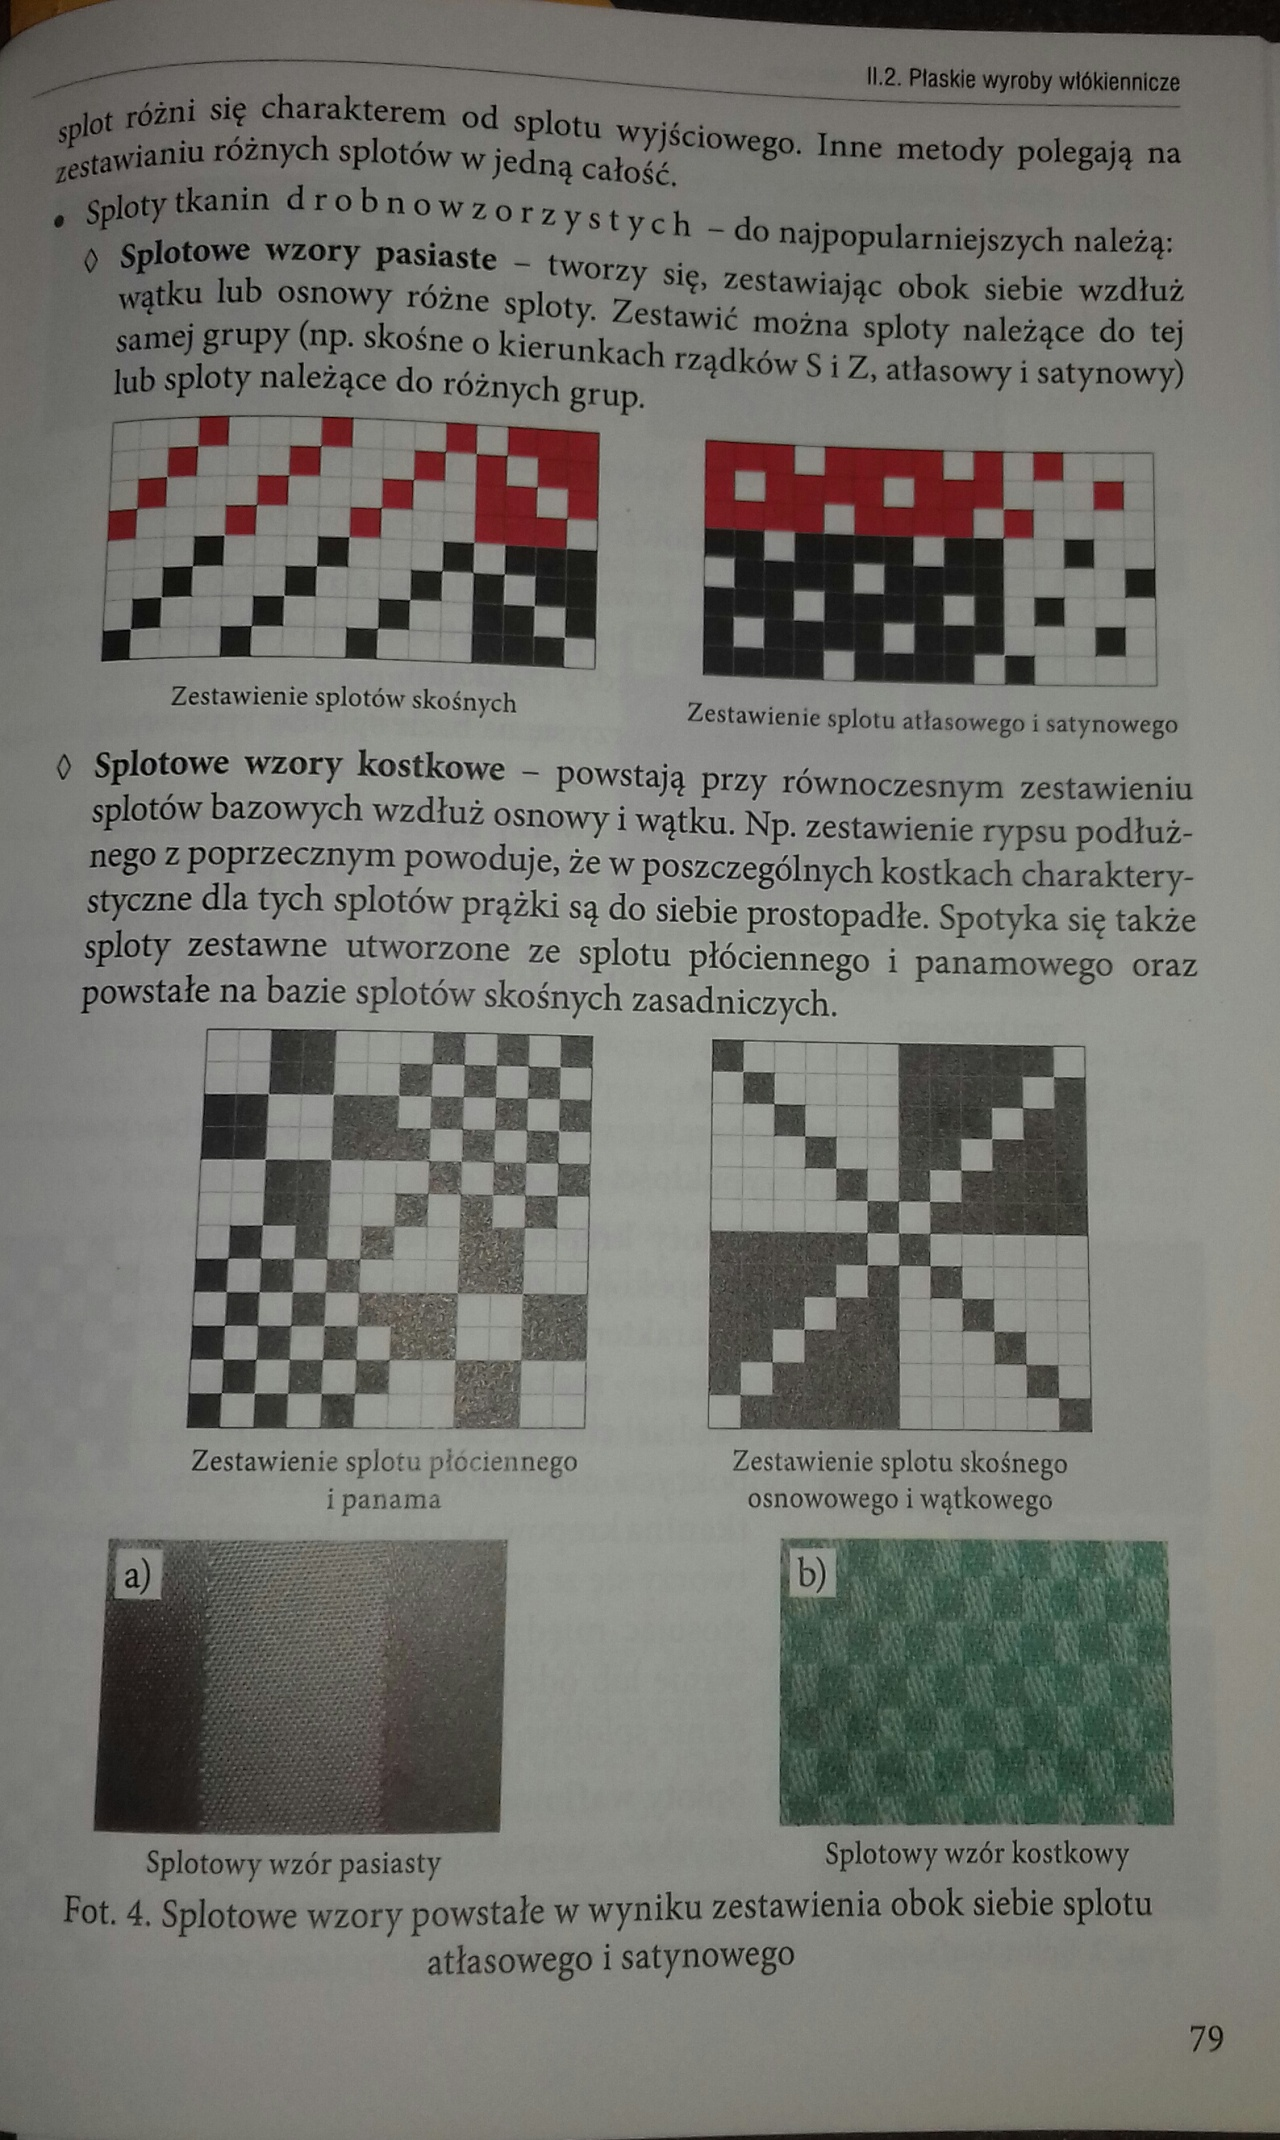 II.2. Płaskie wyroby włókiennicze
splot różni się charakterem od splotu wyjściowego. Inne metody polegają na
zestawianiu różnych splotów w jedną całość.
• Sploty tkanin drobnowzorzystych – do najpopularniejszych należą:
◊ Splotowe wzory pasiaste – tworzy się, zestawiając obok siebie wzdłuż
wątku lub osnowy różne sploty. Zestawić można sploty należące do tej
samej grupy (np. skośne o kierunkach rządków S i Z, atłasowy i satynowy)
lub sploty należące do różnych grup.
Zestawienie splotów skośnych
Zestawienie splotu atłasowego i satynowego
◊ Splotowe wzory kostkowe – powstają przy równoczesnym zestawieniu
splotów bazowych wzdłuż osnowy i wątku. Np. zestawienie rypsu podłuż-
nego z poprzecznym powoduje, że w poszczególnych kostkach charaktery-
styczne dla tych splotów prążki są do siebie prostopadłe. Spotyka się także
sploty zestawne utworzone ze splotu płóciennego i panamowego oraz
powstałe na bazie splotów skośnych zasadniczych.
Zestawienie splotu płóciennego
i panama
Zestawienie splotu skośnego
osnowowego i wątkowego
a)
b)
Splotowy wzór pasiasty
Splotowy wzór kostkowy
Fot. 4. Splotowe wzory powstałe w wyniku zestawienia obok siebie splotu
atłasowego i satynowego
79